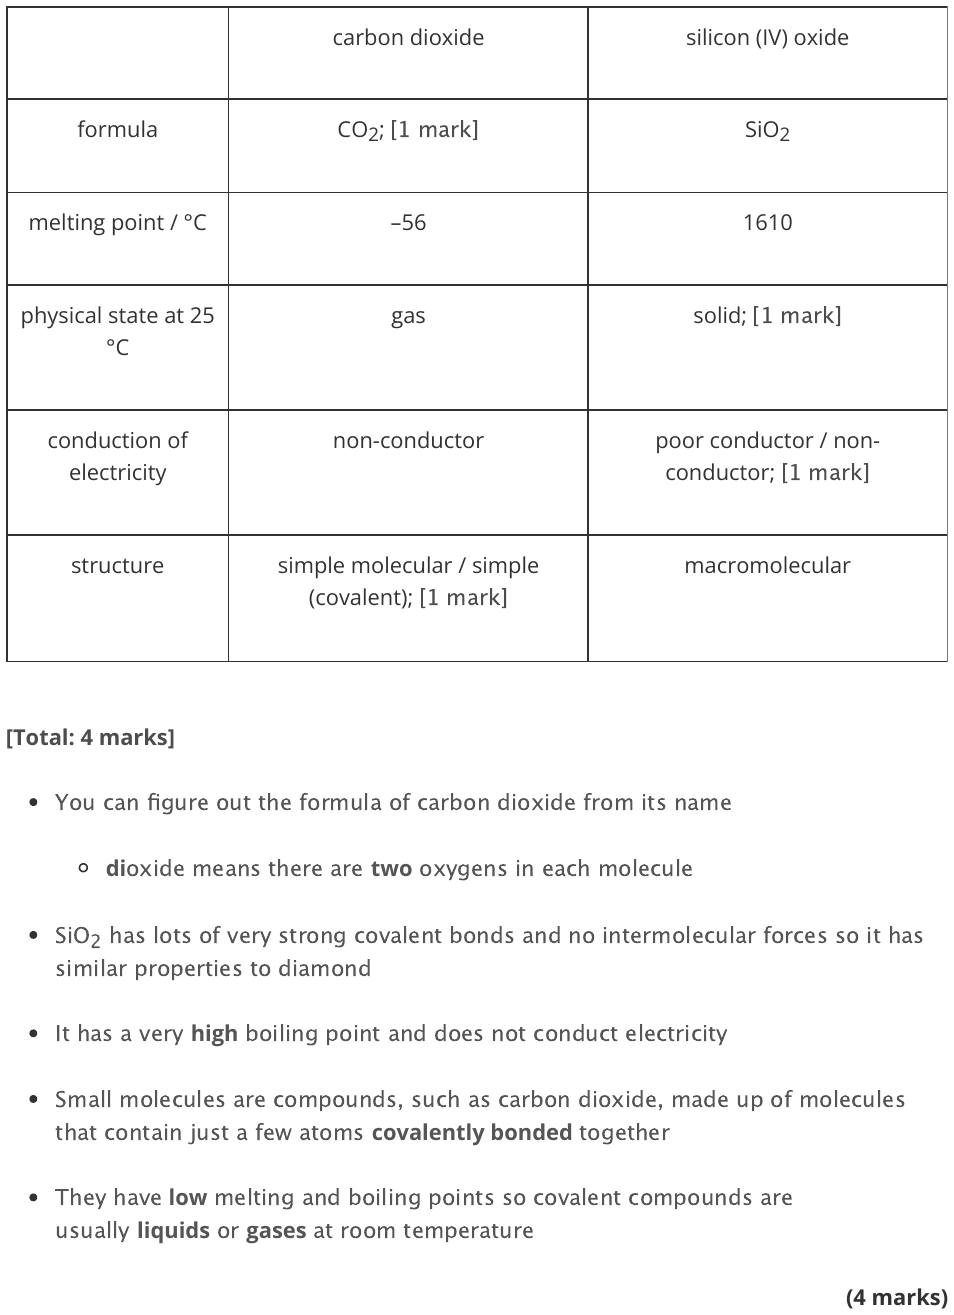 carbon dioxide silicon (IV) oxide
formula CO2; [1 mark] SiO2
melting point / °C –56 1610
physical state at 25 gas solid; [1 mark]
°C
conduction of non-conductor poor conductor / non-
electricity conductor; [1 mark]
structure simple molecular / simple macromolecular
(covalent); [1 mark]
[Total: 4 marks]
• You can figure out the formula of carbon dioxide from its name
◦ dioxide means there are two oxygens in each molecule
• SiO2 has lots of very strong covalent bonds and no intermolecular forces so it has
similar properties to diamond
• It has a very high boiling point and does not conduct electricity
• Small molecules are compounds, such as carbon dioxide, made up of molecules
that contain just a few atoms covalently bonded together
• They have low melting and boiling points so covalent compounds are
usually liquids or gases at room temperature
(4 marks)